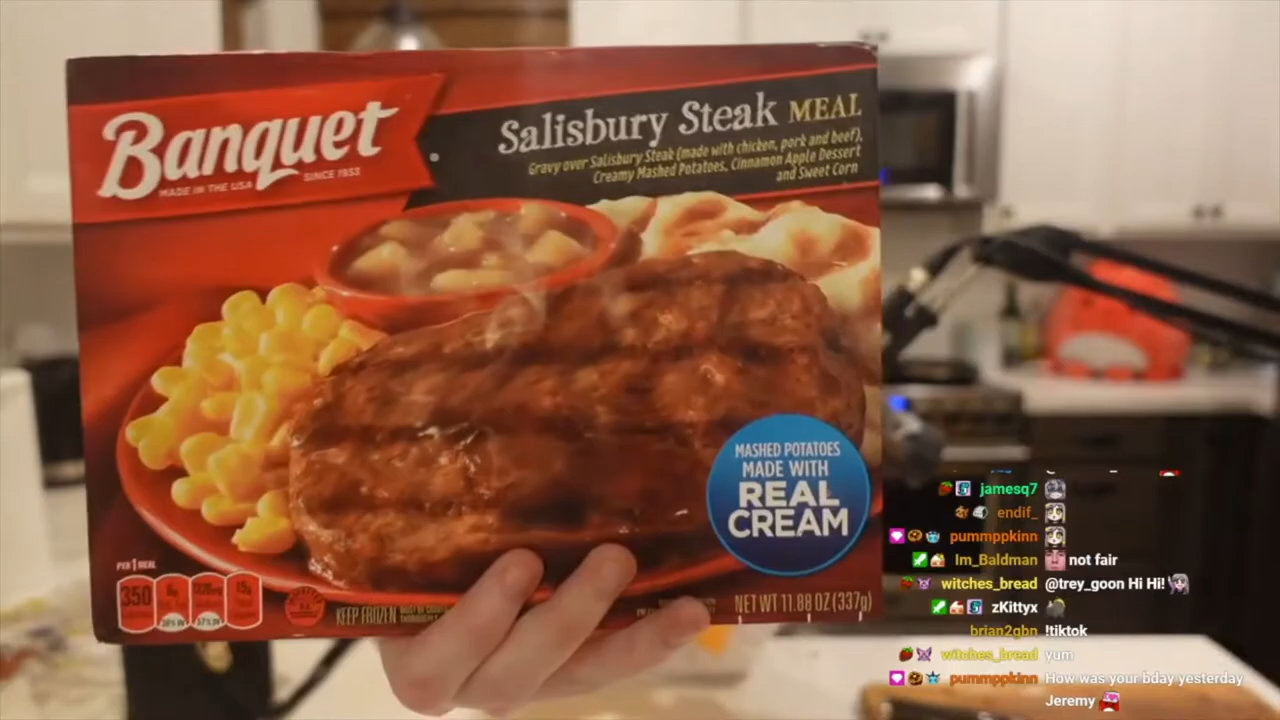 Banquet
MADE IN THE USA
SINCE 1953
Salisbury Steak MEAL
Gravy over Salisbury Steak (made with chicken, pork and beef),
Creamy Mashed Potatoes, Cinnamon Apple Dessert
and Sweet Corn
MASHED POTATOES
MADE WITH
REAL
CREAM
PER 1 MEAL
350
KEEP FROZEN
NET WT 11.88 OZ (337g)
jamesq7
endif_
pummppkinn
Im_Baldman not fair
witches_bread @trey_goon Hi Hi!
zKittyx
brian2gbn !tiktok
witches_bread yum
pummppkinn How was your bday yesterday
Jeremy